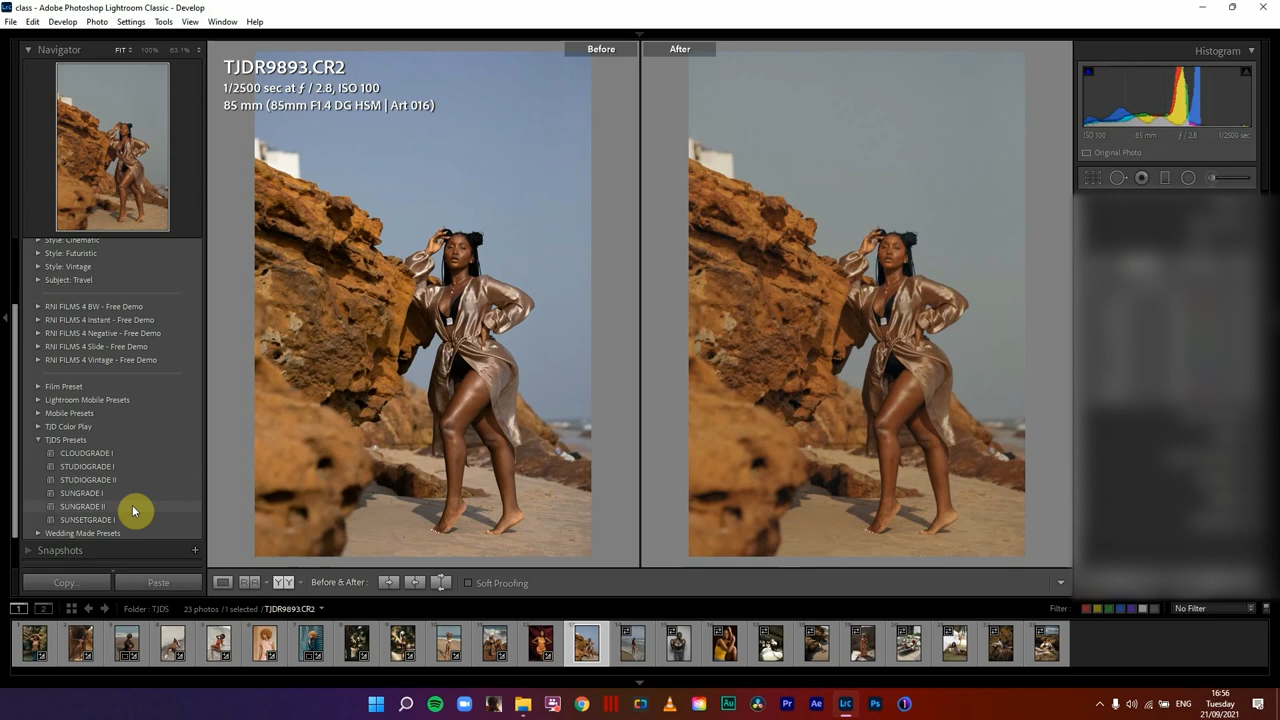 class - Adobe Photoshop Lightroom Classic - Develop
File Edit Develop Photo Settings Tools View Window Help
Navigator FIT 100% 63.1%
Before After
Histogram
TJDR9893.CR2
1/2500 sec at ƒ / 2.8, ISO 100
85 mm (85mm F1.4 DG HSM | Art 016)
ISO 100 85 mm ƒ / 2.8 1/2500 sec
Original Photo
Style: Cinematic
Style: Futuristic
Style: Vintage
Subject: Travel
RNI FILMS 4 BW - Free Demo
RNI FILMS 4 Instant - Free Demo
RNI FILMS 4 Negative - Free Demo
RNI FILMS 4 Slide - Free Demo
RNI FILMS 4 Vintage - Free Demo
Film Preset
Lightroom Mobile Presets
Mobile Presets
TJD Color Play
TJDS Presets
CLOUDGRADE I
STUDIOGRADE I
STUDIOGRADE II
SUNGRADE I
SUNGRADE II
SUNSETGRADE I
Wedding Made Presets
Snapshots
Copy... Paste
Before & After : Soft Proofing
1 2 Folder : TJDS 23 photos / 1 selected / TJDR9893.CR2
Filter : No Filter
Au Pr Ae Lrc Ps
ENG
16:56
Tuesday
21/09/2021